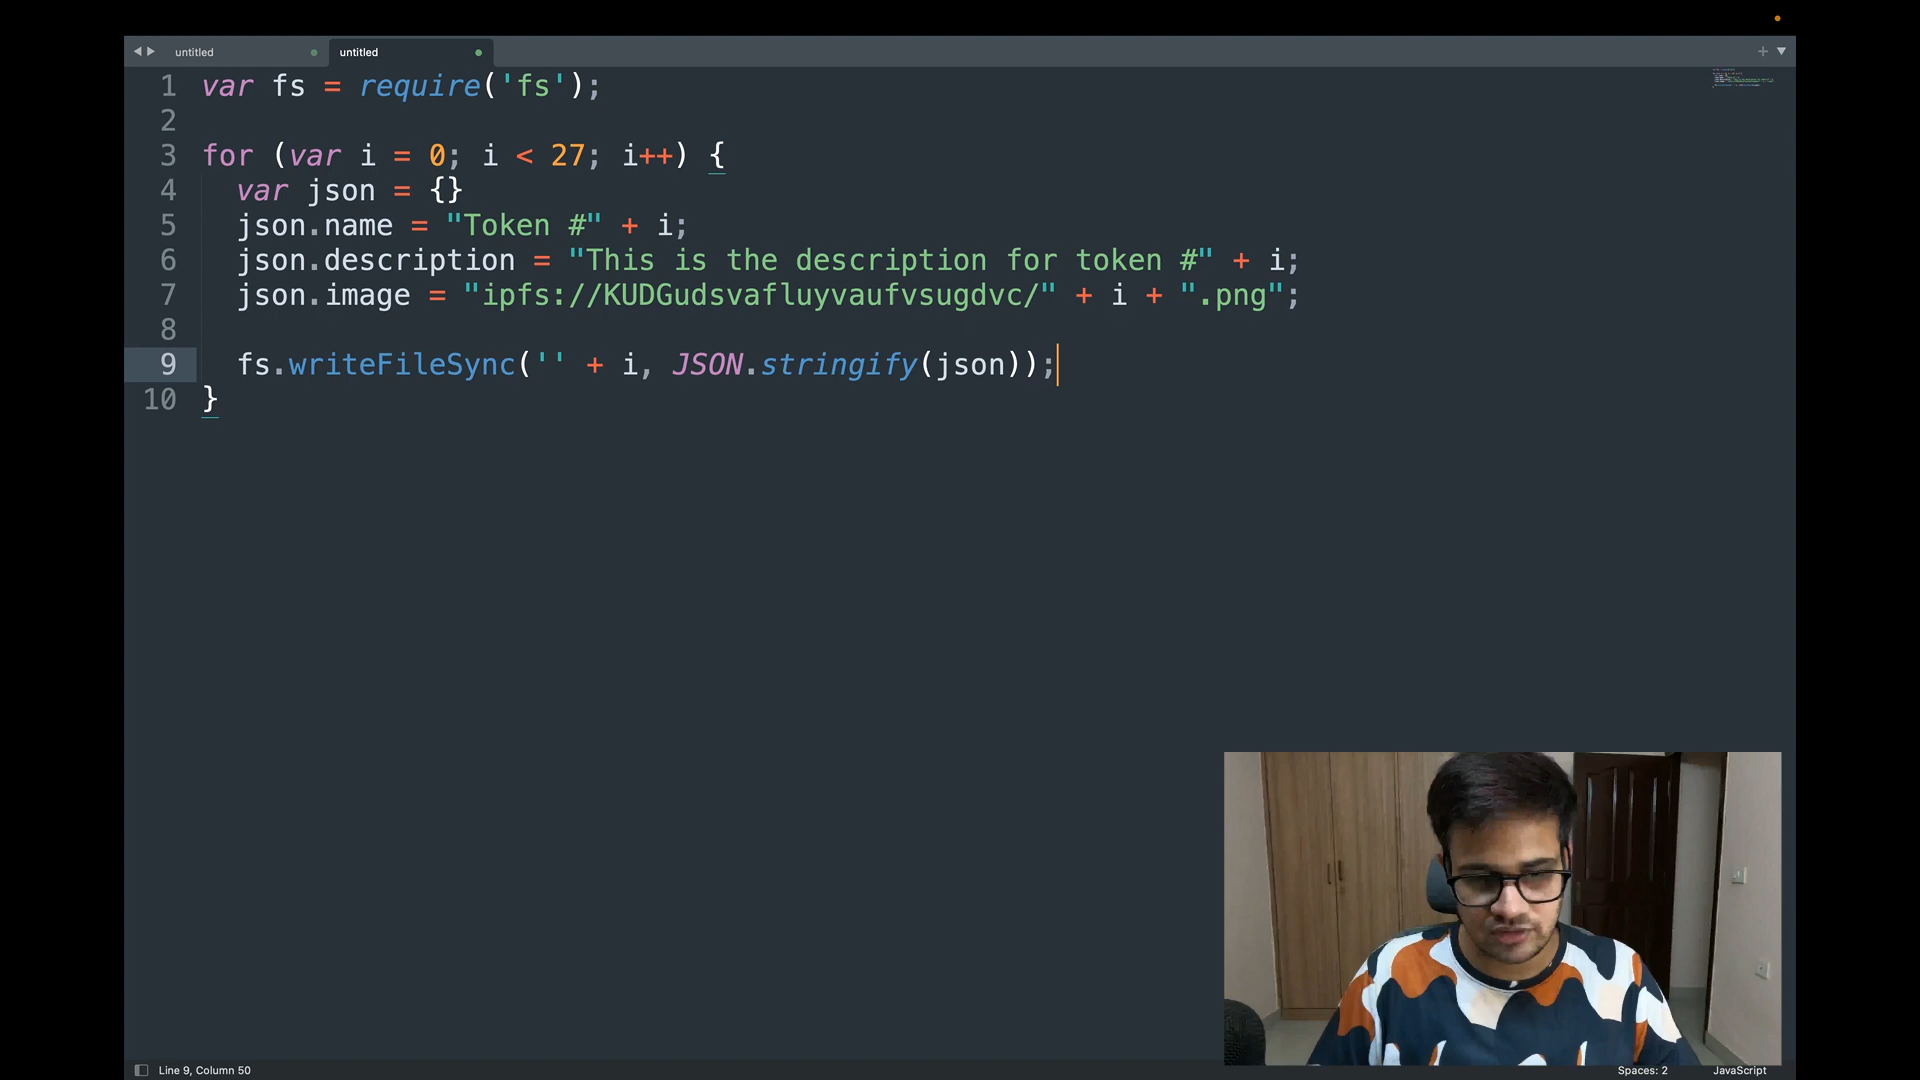 untitled
untitled
1 var fs = require('fs');
2
3 for (var i = 0; i < 27; i++) {
4 var json = {}
5 json.name = "Token #" + i;
6 json.description = "This is the description for token #" + i;
7 json.image = "ipfs://KUDGudsvafluyvaufvsugdvc/" + i + ".png";
8
9 fs.writeFileSync('' + i, JSON.stringify(json));
10 }
Line 9, Column 50
Spaces: 2
JavaScript